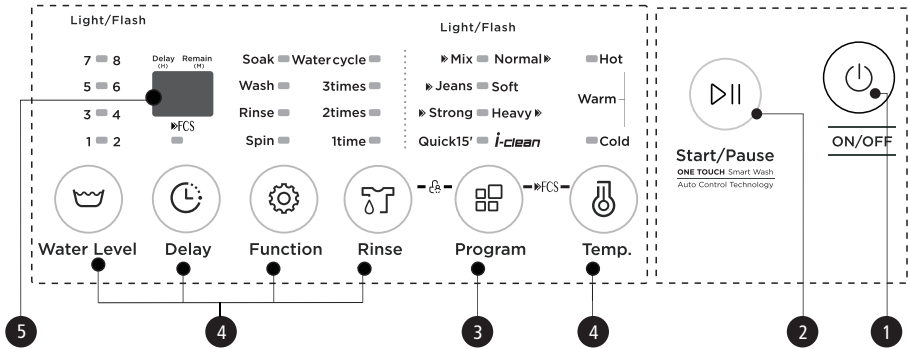 Light/Flash
7 8
5 6
3 4
1 2
Delay (H) Remain (M)
FCS
Soak Water cycle
Wash 3times
Rinse 2times
Spin 1time
Light/Flash
Mix Normal
Jeans Soft
Strong Heavy
Quick15' i-clean
Hot
Warm
Cold
FCS
Water Level Delay Function Rinse Program Temp.
Start/Pause
ONE TOUCH Smart Wash
Auto Control Technology
ON/OFF
5 4 3 4 2 1